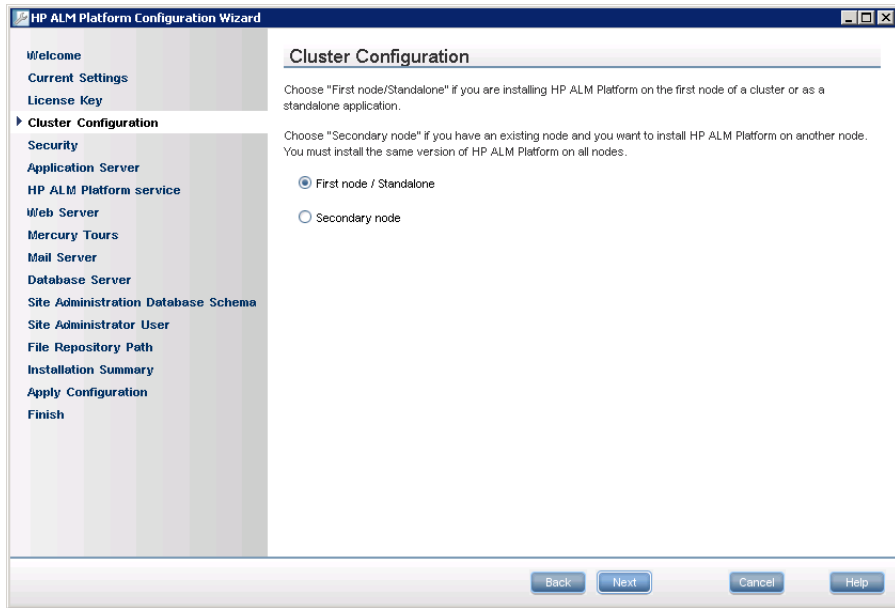 HP ALM Platform Configuration Wizard
Welcome
Current Settings
License Key
Cluster Configuration
Security
Application Server
HP ALM Platform service
Web Server
Mercury Tours
Mail Server
Database Server
Site Administration Database Schema
Site Administrator User
File Repository Path
Installation Summary
Apply Configuration
Finish
Cluster Configuration
Choose "First node/Standalone" if you are installing HP ALM Platform on the first node of a cluster or as a
standalone application.
Choose "Secondary node" if you have an existing node and you want to install HP ALM Platform on another node.
You must install the same version of HP ALM Platform on all nodes.
First node / Standalone
Secondary node
Back
Next
Cancel
Help